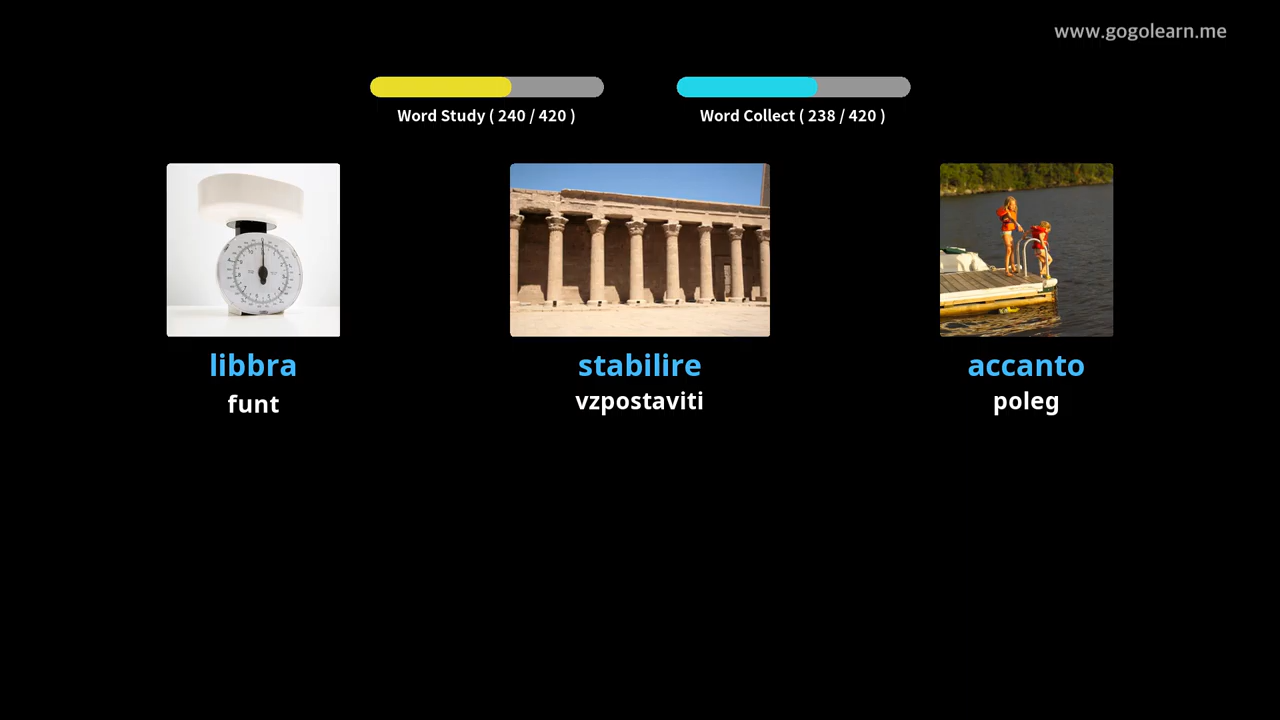 www.gogolearn.me
Word Study ( 240 / 420 )
Word Collect ( 238 / 420 )
libbra
funt
stabilire
vzpostaviti
accanto
poleg